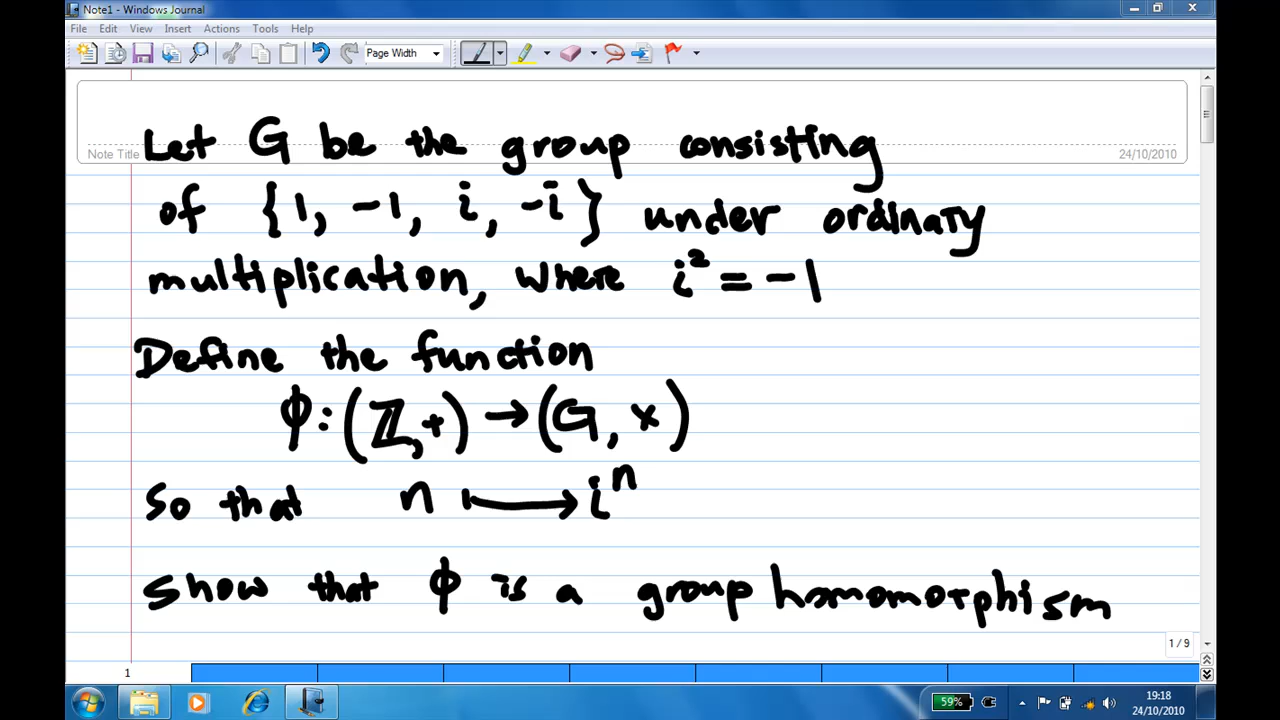 Note1 - Windows Journal
File Edit View Insert Actions Tools Help
Page Width
Let G be the group consisting
Note Title
24/10/2010
of {1, -1, i, -i} under ordinary
multiplication, where i² = -1
Define the function
ϕ: (ℤ, +) → (G, ×)
So that n ⟼ iⁿ
Show that ϕ is a group homomorphism
1 / 9
1
59%
19:18
24/10/2010